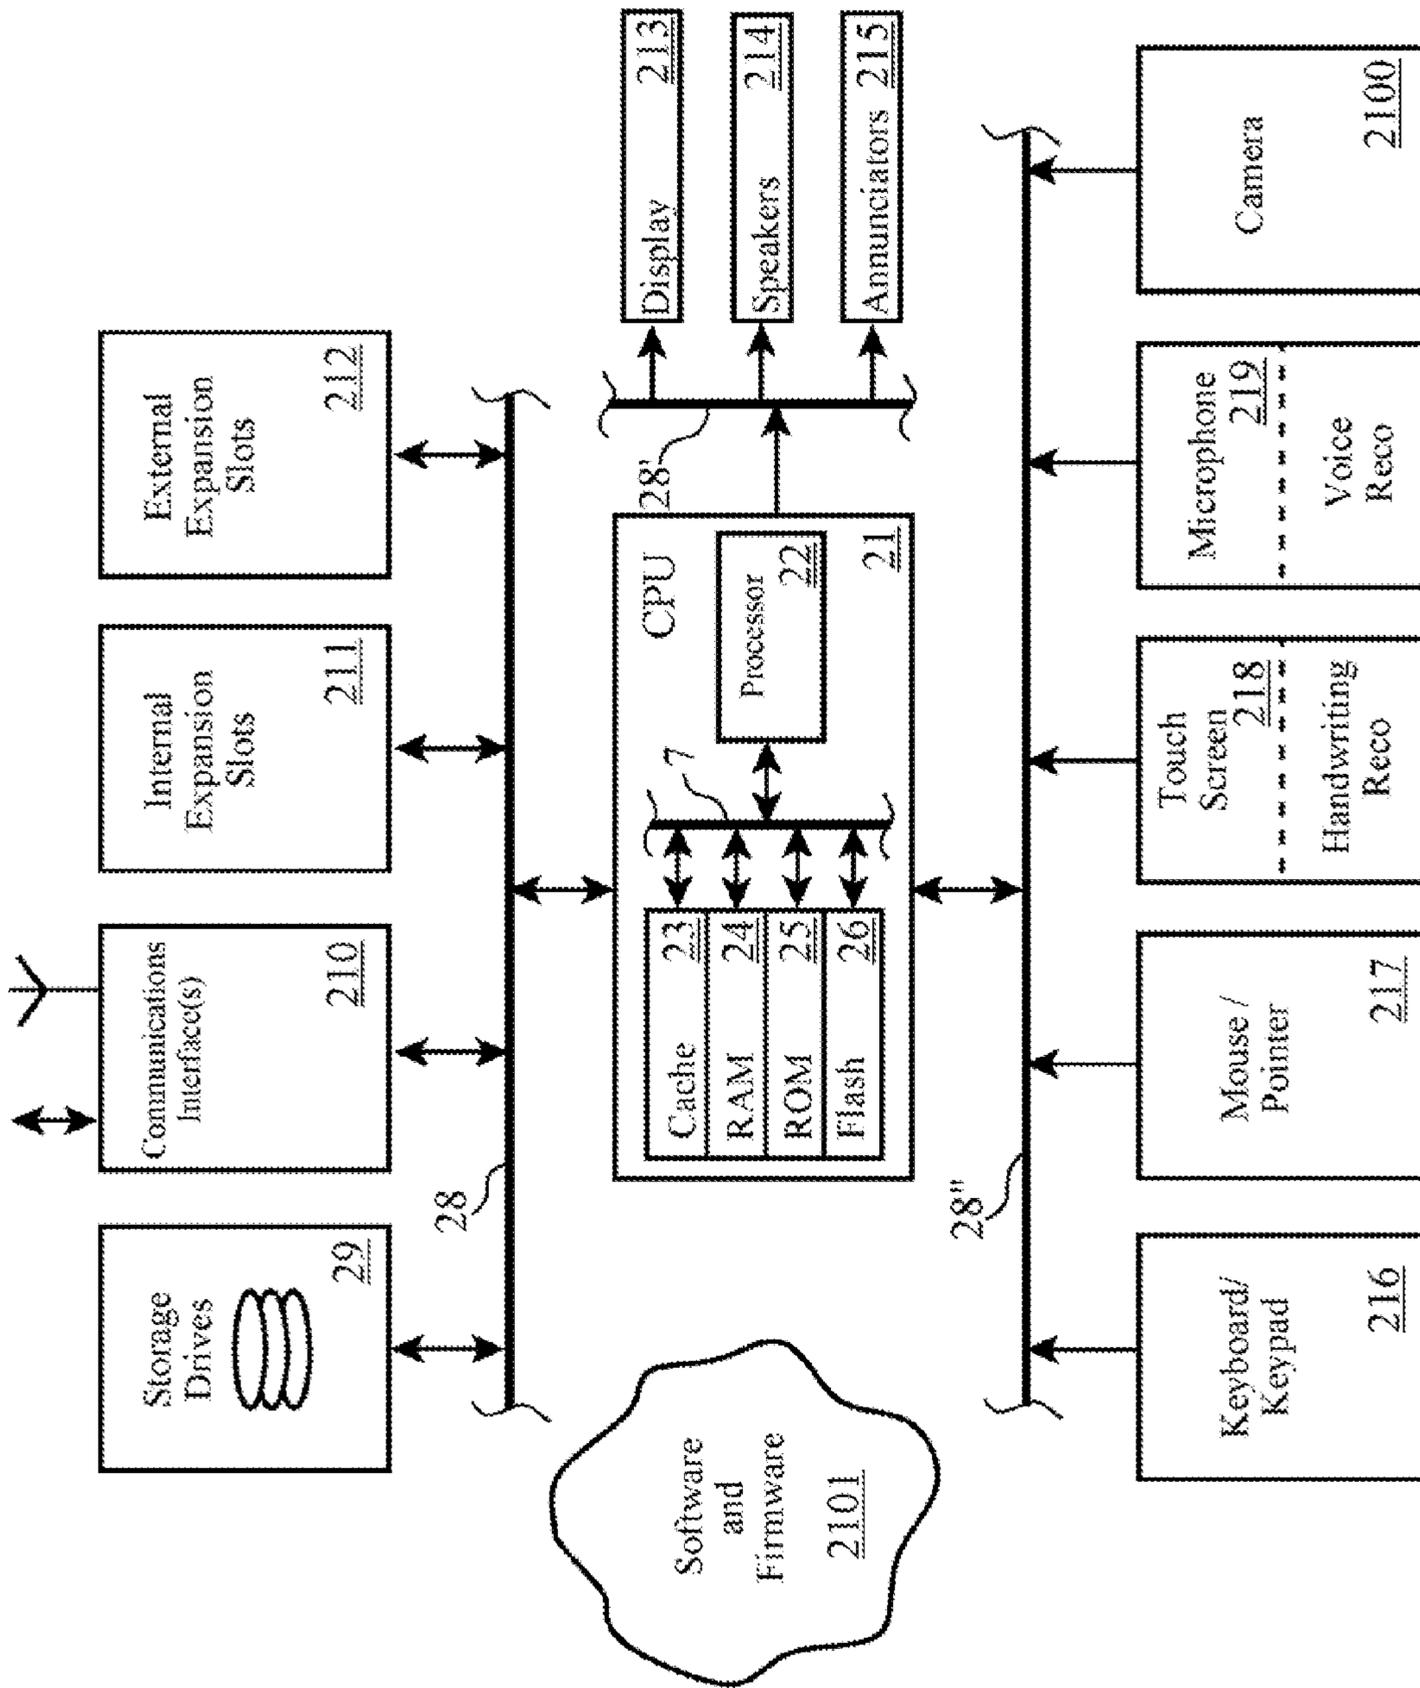 Storage
Drives
29
Communications
Interface(s)
210
Internal
Expansion
Slots
211
External
Expansion
Slots
212
28
CPU
Cache 23
RAM 24
ROM 25
Flash 26
7
Processor
22
21
28'
Display 213
Speakers 214
Annunciators 215
Software
and
Firmware
2101
28"
Keyboard/
Keypad
216
Mouse /
Pointer
217
Touch
Screen
218
Handwriting
Reco
Microphone
219
Voice
Reco
Camera
2100